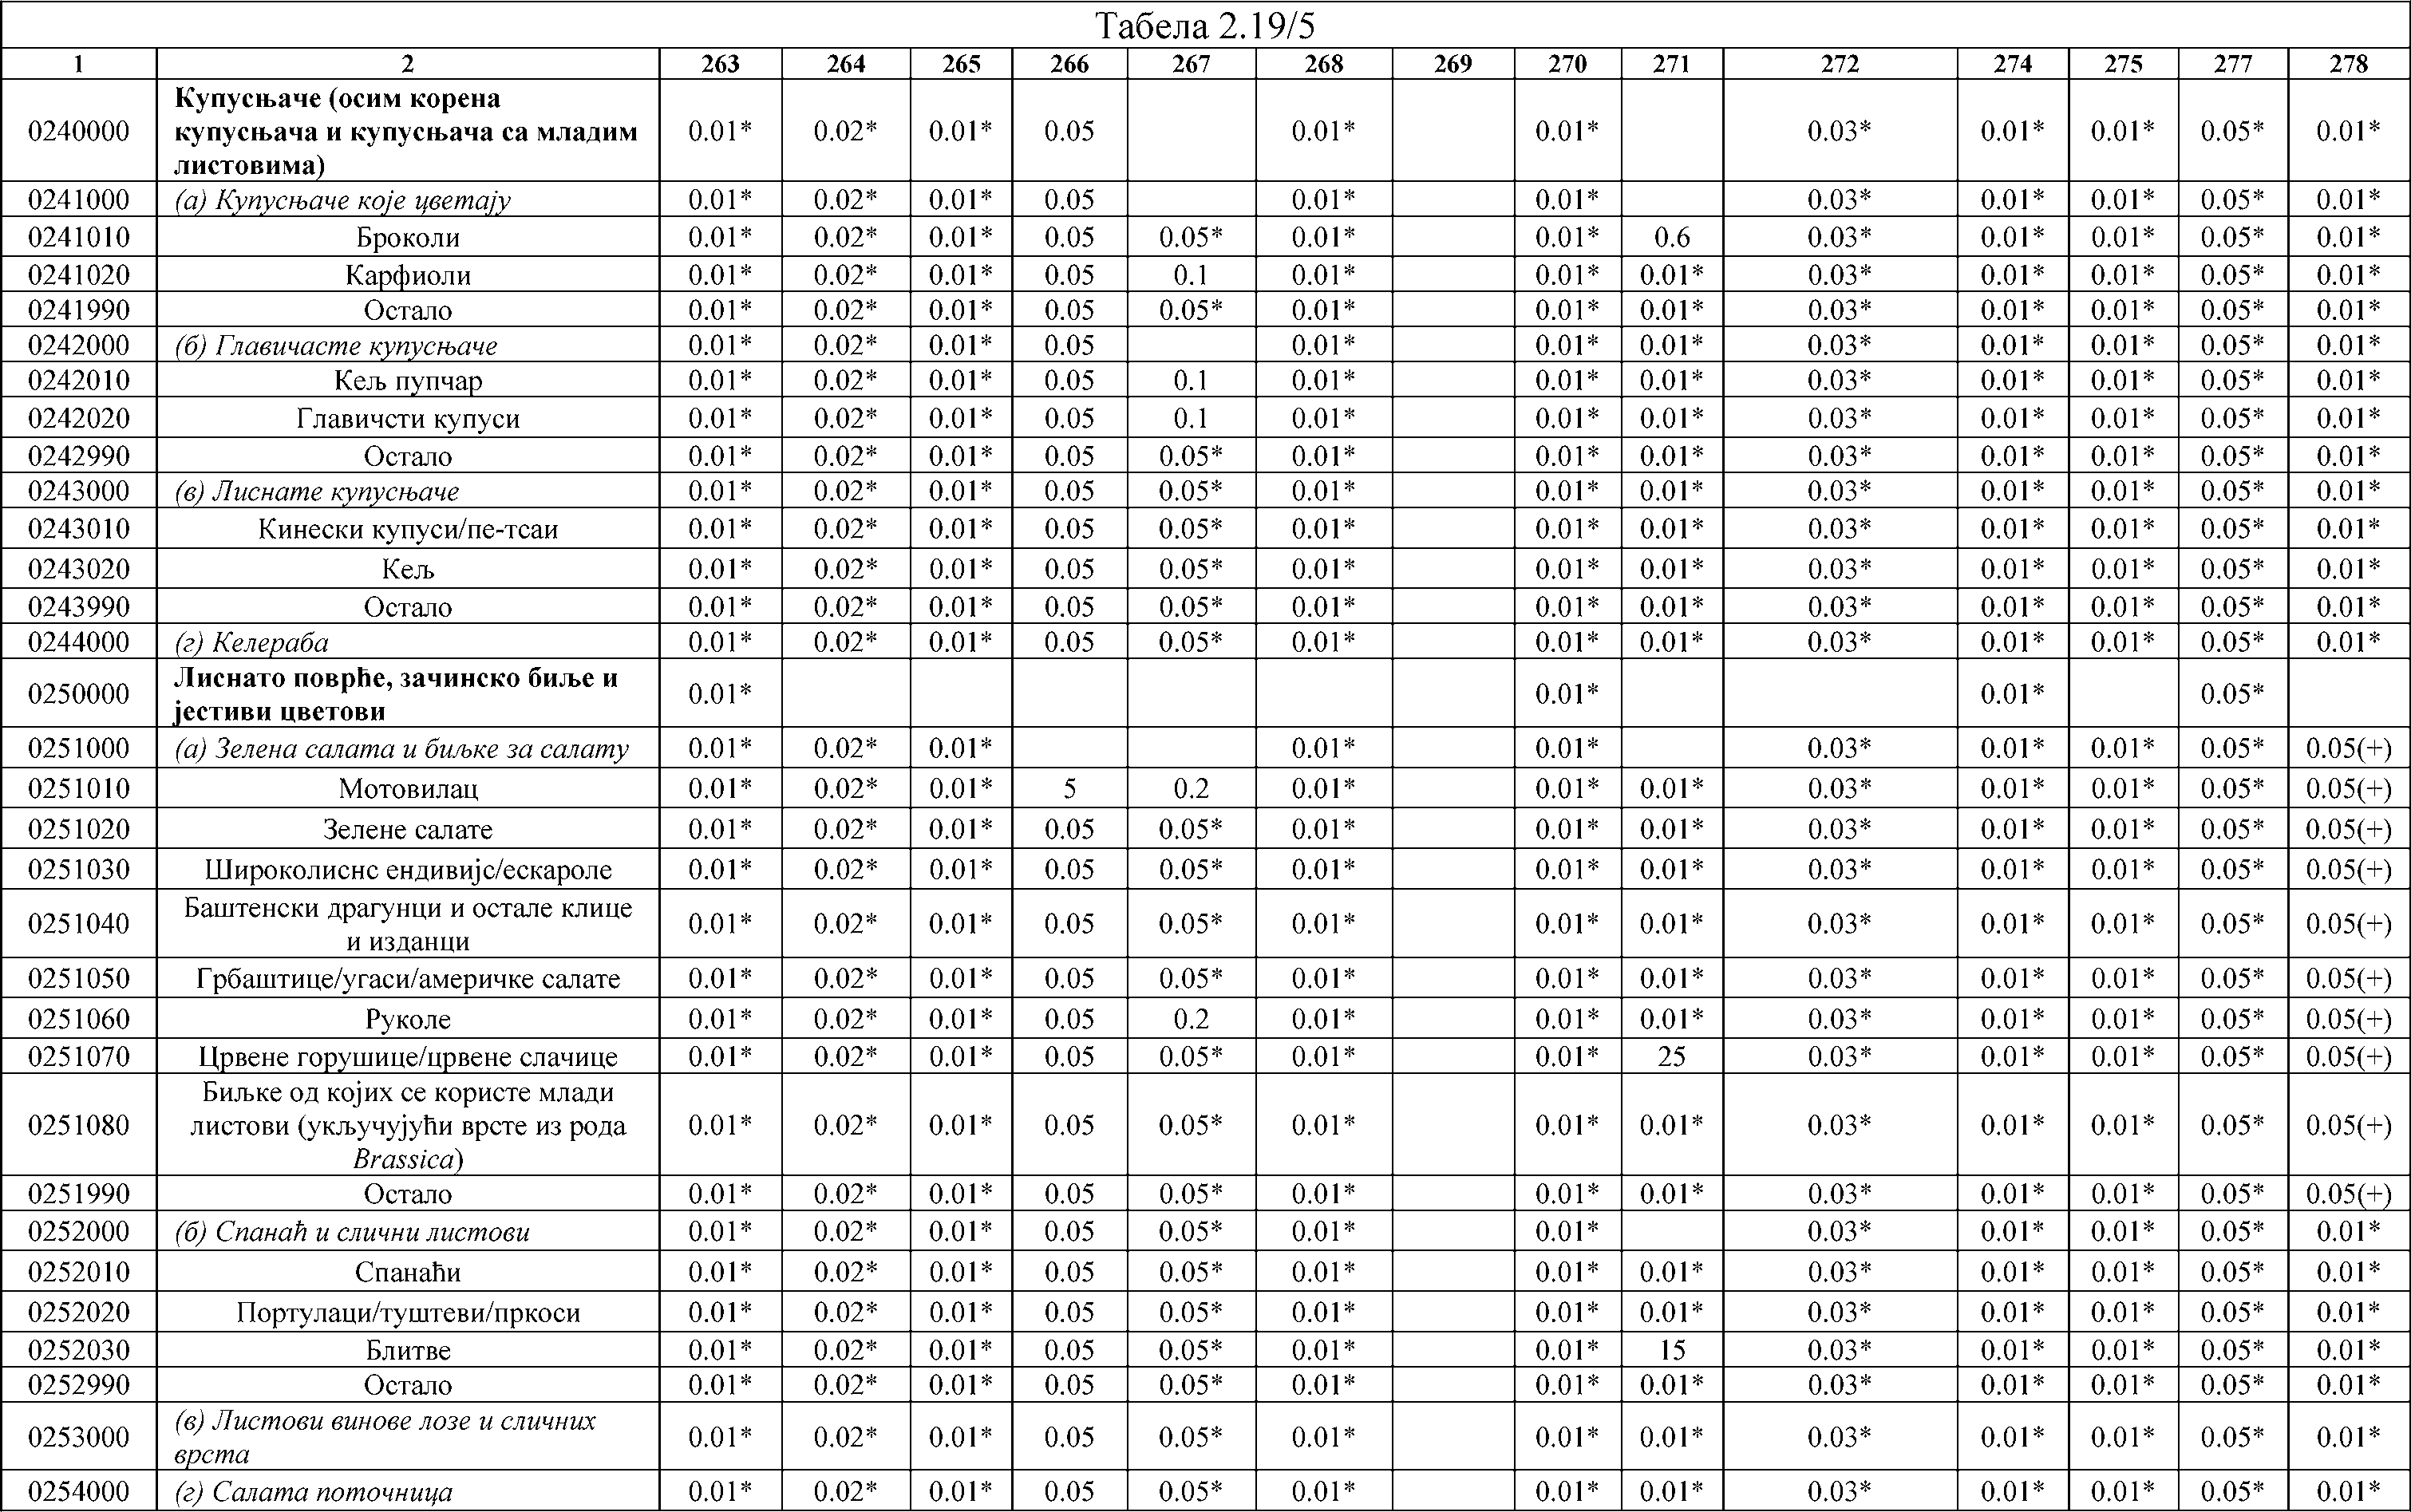 Табела 2.19/5
1 2 263 264 265 266 267 268 269 270 271 272 274 275 277 278
0240000 Купусњаче (осим корена купусњача и купусњача са младим листовима) 0.01* 0.02* 0.01* 0.05 0.01* 0.01* 0.03* 0.01* 0.01* 0.05* 0.01*
0241000 (а) Купусњаче које цветају 0.01* 0.02* 0.01* 0.05 0.01* 0.01* 0.03* 0.01* 0.01* 0.05* 0.01*
0241010 Броколи 0.01* 0.02* 0.01* 0.05 0.05* 0.01* 0.01* 0.6 0.03* 0.01* 0.01* 0.05* 0.01*
0241020 Карфиоли 0.01* 0.02* 0.01* 0.05 0.1 0.01* 0.01* 0.01* 0.03* 0.01* 0.01* 0.05* 0.01*
0241990 Остало 0.01* 0.02* 0.01* 0.05 0.05* 0.01* 0.01* 0.01* 0.03* 0.01* 0.01* 0.05* 0.01*
0242000 (б) Главичасте купусњаче 0.01* 0.02* 0.01* 0.05 0.01* 0.01* 0.01* 0.03* 0.01* 0.01* 0.05* 0.01*
0242010 Кељ пупчар 0.01* 0.02* 0.01* 0.05 0.1 0.01* 0.01* 0.01* 0.03* 0.01* 0.01* 0.05* 0.01*
0242020 Главичсти купуси 0.01* 0.02* 0.01* 0.05 0.1 0.01* 0.01* 0.01* 0.03* 0.01* 0.01* 0.05* 0.01*
0242990 Остало 0.01* 0.02* 0.01* 0.05 0.05* 0.01* 0.01* 0.01* 0.03* 0.01* 0.01* 0.05* 0.01*
0243000 (в) Лиснате купусњаче 0.01* 0.02* 0.01* 0.05 0.05* 0.01* 0.01* 0.01* 0.03* 0.01* 0.01* 0.05* 0.01*
0243010 Кинески купуси/пе-тсаи 0.01* 0.02* 0.01* 0.05 0.05* 0.01* 0.01* 0.01* 0.03* 0.01* 0.01* 0.05* 0.01*
0243020 Кељ 0.01* 0.02* 0.01* 0.05 0.05* 0.01* 0.01* 0.01* 0.03* 0.01* 0.01* 0.05* 0.01*
0243990 Остало 0.01* 0.02* 0.01* 0.05 0.05* 0.01* 0.01* 0.01* 0.03* 0.01* 0.01* 0.05* 0.01*
0244000 (г) Келераба 0.01* 0.02* 0.01* 0.05 0.05* 0.01* 0.01* 0.01* 0.03* 0.01* 0.01* 0.05* 0.01*
0250000 Лиснато поврће, зачинско биље и јестиви цветови 0.01* 0.01* 0.01* 0.05*
0251000 (а) Зелена салата и биљке за салату 0.01* 0.02* 0.01* 0.01* 0.01* 0.03* 0.01* 0.01* 0.05* 0.05(+)
0251010 Мотовилац 0.01* 0.02* 0.01* 5 0.2 0.01* 0.01* 0.01* 0.03* 0.01* 0.01* 0.05* 0.05(+)
0251020 Зелене салате 0.01* 0.02* 0.01* 0.05 0.05* 0.01* 0.01* 0.01* 0.03* 0.01* 0.01* 0.05* 0.05(+)
0251030 Широколиснс ендивијс/ескароле 0.01* 0.02* 0.01* 0.05 0.05* 0.01* 0.01* 0.01* 0.03* 0.01* 0.01* 0.05* 0.05(+)
0251040 Баштенски драгунци и остале клице и изданци 0.01* 0.02* 0.01* 0.05 0.05* 0.01* 0.01* 0.01* 0.03* 0.01* 0.01* 0.05* 0.05(+)
0251050 Грбаштице/угаси/америчке салате 0.01* 0.02* 0.01* 0.05 0.05* 0.01* 0.01* 0.01* 0.03* 0.01* 0.01* 0.05* 0.05(+)
0251060 Руколе 0.01* 0.02* 0.01* 0.05 0.2 0.01* 0.01* 0.01* 0.03* 0.01* 0.01* 0.05* 0.05(+)
0251070 Црвене горушице/црвене слачице 0.01* 0.02* 0.01* 0.05 0.05* 0.01* 0.01* 25 0.03* 0.01* 0.01* 0.05* 0.05(+)
0251080 Биљке од којих се користе млади листови (укључујући врсте из рода Brassica) 0.01* 0.02* 0.01* 0.05 0.05* 0.01* 0.01* 0.01* 0.03* 0.01* 0.01* 0.05* 0.05(+)
0251990 Остало 0.01* 0.02* 0.01* 0.05 0.05* 0.01* 0.01* 0.01* 0.03* 0.01* 0.01* 0.05* 0.05(+)
0252000 (б) Спанаћ и слични листови 0.01* 0.02* 0.01* 0.05 0.05* 0.01* 0.01* 0.03* 0.01* 0.01* 0.05* 0.01*
0252010 Спанаћи 0.01* 0.02* 0.01* 0.05 0.05* 0.01* 0.01* 0.01* 0.03* 0.01* 0.01* 0.05* 0.01*
0252020 Портулаци/туштеви/пркоси 0.01* 0.02* 0.01* 0.05 0.05* 0.01* 0.01* 0.01* 0.03* 0.01* 0.01* 0.05* 0.01*
0252030 Блитве 0.01* 0.02* 0.01* 0.05 0.05* 0.01* 0.01* 15 0.03* 0.01* 0.01* 0.05* 0.01*
0252990 Остало 0.01* 0.02* 0.01* 0.05 0.05* 0.01* 0.01* 0.01* 0.03* 0.01* 0.01* 0.05* 0.01*
0253000 (в) Листови винове лозе и сличних врста 0.01* 0.02* 0.01* 0.05 0.05* 0.01* 0.01* 0.01* 0.03* 0.01* 0.01* 0.05* 0.01*
0254000 (г) Салата поточница 0.01* 0.02* 0.01* 0.05 0.05* 0.01* 0.01* 0.01* 0.03* 0.01* 0.01* 0.05* 0.01*